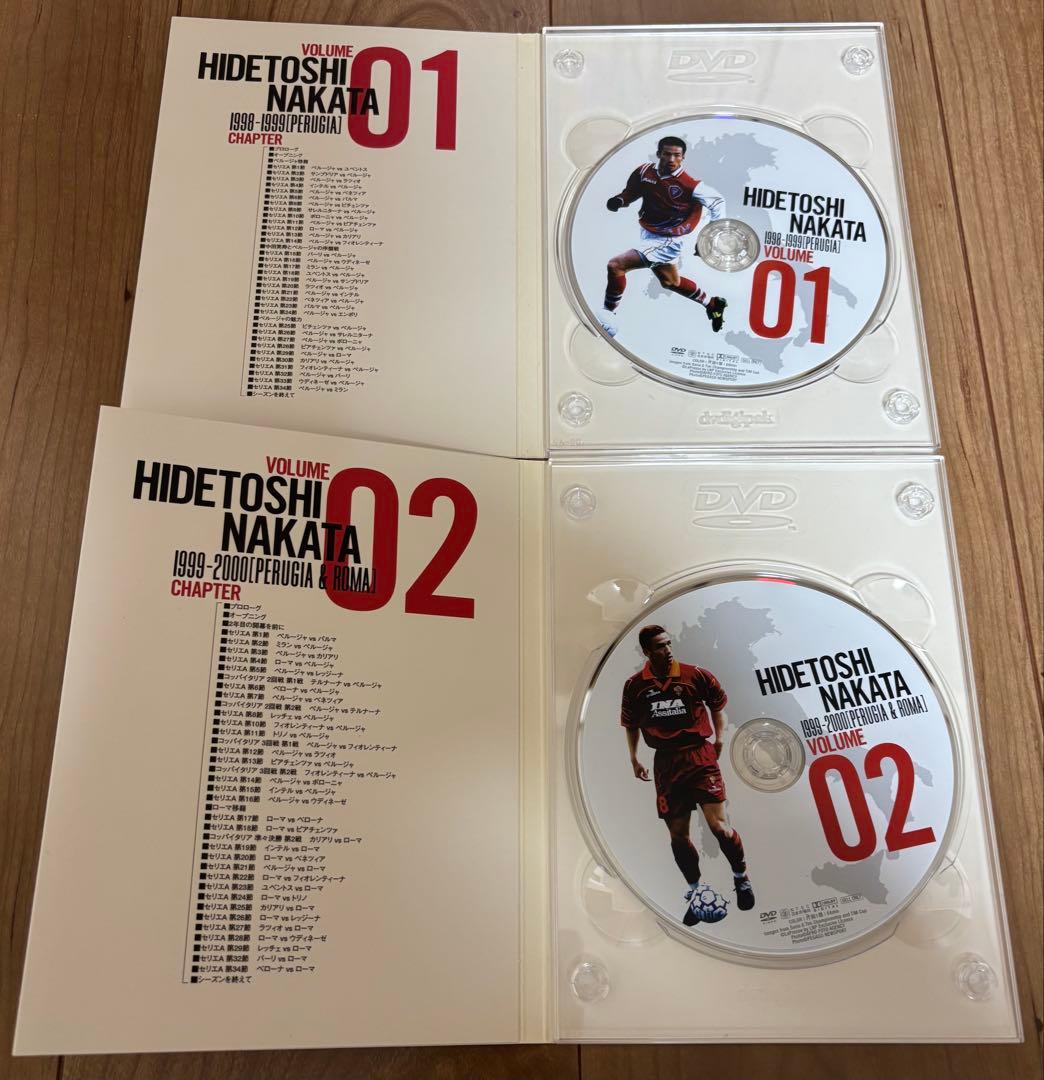 VOLUME
01
HIDETOSHI
NAKATA
1998-1999[PERUGIA]
CHAPTER
■プロローグ
■オープニング
■ペルージャ移籍
■セリエA 第1節 ペルージャ vs ユベントス
■セリエA 第2節 サンプドリア vs ペルージャ
■セリエA 第3節 ペルージャ vs ラツィオ
■セリエA 第4節 インテル vs ペルージャ
■セリエA 第5節 ペルージャ vs ベネツィア
■セリエA 第6節 ペルージャ vs パルマ
■セリエA 第8節 ペルージャ vs ビチェンツァ
■セリエA 第9節 サレルニターナ vs ペルージャ
■セリエA 第10節 ボローニャ vs ペルージャ
■セリエA 第11節 ペルージャ vs ピアチェンツァ
■セリエA 第12節 ローマ vs ペルージャ
■セリエA 第13節 ペルージャ vs カリアリ
■セリエA 第14節 ペルージャ vs フィオレンティーナ
■中田英寿とペルージャの序盤戦
■セリエA 第15節 バーリ vs ペルージャ
■セリエA 第16節 ペルージャ vs ウディネーゼ
■セリエA 第17節 ミラン vs ペルージャ
■セリエA 第18節 ユベントス vs ペルージャ
■セリエA 第19節 ペルージャ vs サンプドリア
■セリエA 第20節 ラツィオ vs ペルージャ
■セリエA 第21節 ペルージャ vs インテル
■セリエA 第22節 ベネツィア vs ペルージャ
■セリエA 第23節 パルマ vs ペルージャ
■セリエA 第24節 ペルージャ vs エンポリ
■ペルージャの魅力
■セリエA 第25節 ビチェンツァ vs ペルージャ
■セリエA 第26節 ペルージャ vs サレルニターナ
■セリエA 第27節 ペルージャ vs ボローニャ
■セリエA 第28節 ピアチェンツァ vs ペルージャ
■セリエA 第29節 ペルージャ vs ローマ
■セリエA 第30節 カリアリ vs ペルージャ
■セリエA 第31節 フィオレンティーナ vs ペルージャ
■セリエA 第32節 ペルージャ vs バーリ
■セリエA 第33節 ウディネーゼ vs ペルージャ
■セリエA 第34節 ペルージャ vs ミラン
■シーズンを終えて
DVD
HIDETOSHI
NAKATA
1998-1999[PERUGIA]
VOLUME
01
dvdigipak
VOLUME
02
HIDETOSHI
NAKATA
1999-2000[PERUGIA & ROMA]
CHAPTER
■プロローグ
■オープニング
■2年目の開幕を前に
■セリエA 第1節 ペルージャ vs パルマ
■セリエA 第2節 ミラン vs ペルージャ
■セリエA 第3節 ペルージャ vs カリアリ
■セリエA 第4節 ローマ vs ペルージャ
■セリエA 第5節 ペルージャ vs レッジーナ
■コッパイタリア 2回戦 第1戦 テルナーナ vs ペルージャ
■セリエA 第6節 ベローナ vs ペルージャ
■セリエA 第7節 ペルージャ vs ベネツィア
■コッパイタリア 2回戦 第2戦 ペルージャ vs テルナーナ
■セリエA 第8節 レッチェ vs ペルージャ
■セリエA 第10節 フィオレンティーナ vs ペルージャ
■セリエA 第11節 トリノ vs ペルージャ
■コッパイタリア 3回戦 第1戦 ペルージャ vs フィオレンティーナ
■セリエA 第12節 ペルージャ vs ラツィオ
■セリエA 第13節 ピアチェンツァ vs ペルージャ
■コッパイタリア 3回戦 第2戦 フィオレンティーナ vs ペルージャ
■セリエA 第14節 ペルージャ vs ボローニャ
■セリエA 第15節 インテル vs ペルージャ
■セリエA 第16節 ペルージャ vs ウディネーゼ
■ローマ移籍
■セリエA 第17節 ローマ vs ベローナ
■セリエA 第18節 ローマ vs ピアチェンツァ
■コッパイタリア 準々決勝 第2戦 カリアリ vs ローマ
■セリエA 第19節 インテル vs ローマ
■セリエA 第20節 ローマ vs ベネツィア
■セリエA 第21節 ペルージャ vs ローマ
■セリエA 第22節 ローマ vs フィオレンティーナ
■セリエA 第23節 ユベントス vs ローマ
■セリエA 第24節 ローマ vs トリノ
■セリエA 第25節 カリアリ vs ローマ
■セリエA 第26節 ローマ vs レッジーナ
■セリエA 第27節 ラツィオ vs ローマ
■セリエA 第28節 ローマ vs ウディネーゼ
■セリエA 第29節 レッチェ vs ローマ
■セリエA 第32節 バーリ vs ローマ
■セリエA 第34節 ベローナ vs ローマ
■シーズンを終えて
DVD
INA
Assitalia
8
HIDETOSHI
NAKATA
1999-2000[PERUGIA & ROMA]
VOLUME
02